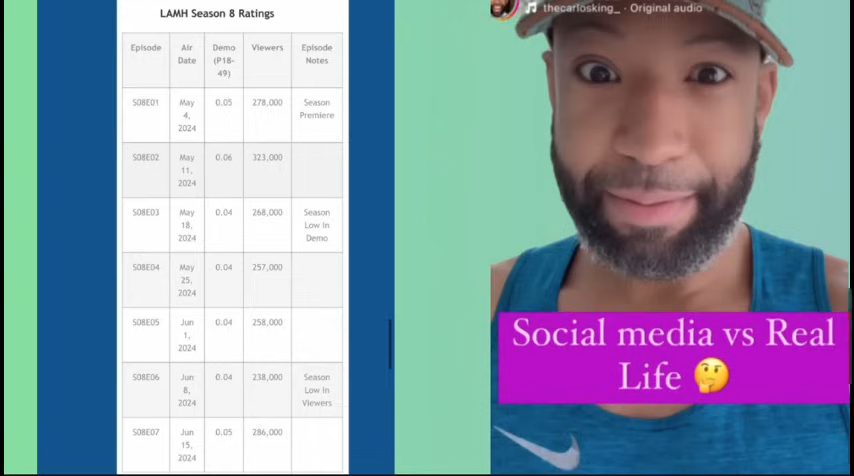 LAMH Season 8 Ratings
Episode
Air
Date
Demo
(P18-
49)
Viewers
Episode
Notes
S08E01
May
4,
2024
0.05
278,000
Season
Premiere
S08E02
May
11,
2024
0.06
323,000
S08E03
May
18,
2024
0.04
268,000
Season
Low In
Demo
S08E04
May
25,
2024
0.04
257,000
S08E05
Jun
1,
2024
0.04
258,000
S08E06
Jun
8,
2024
0.04
238,000
Season
Low In
Viewers
S08E07
Jun
15,
2024
0.05
286,000
thecarlosking_ · Original audio
Social media vs Real
Life 🤔